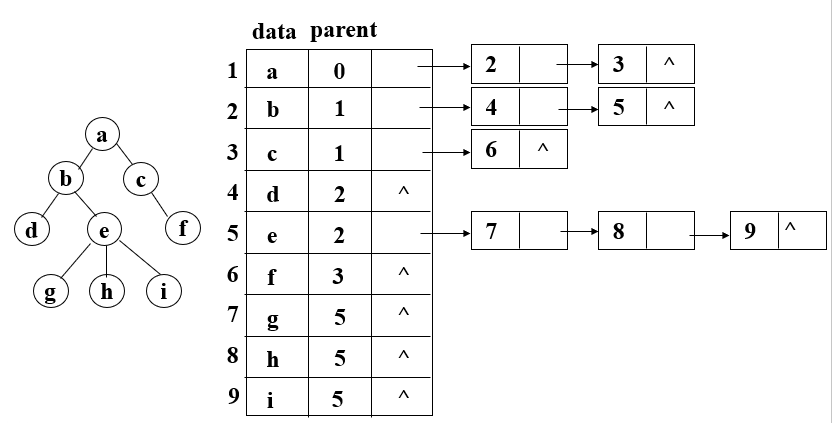 data parent
1 a 0 2 3 ^
2 b 1 4 5 ^
3 c 1 6 ^
4 d 2 ^
5 e 2 7 8 9 ^
6 f 3 ^
7 g 5 ^
8 h 5 ^
9 i 5 ^
a
b c
d e f
g h i